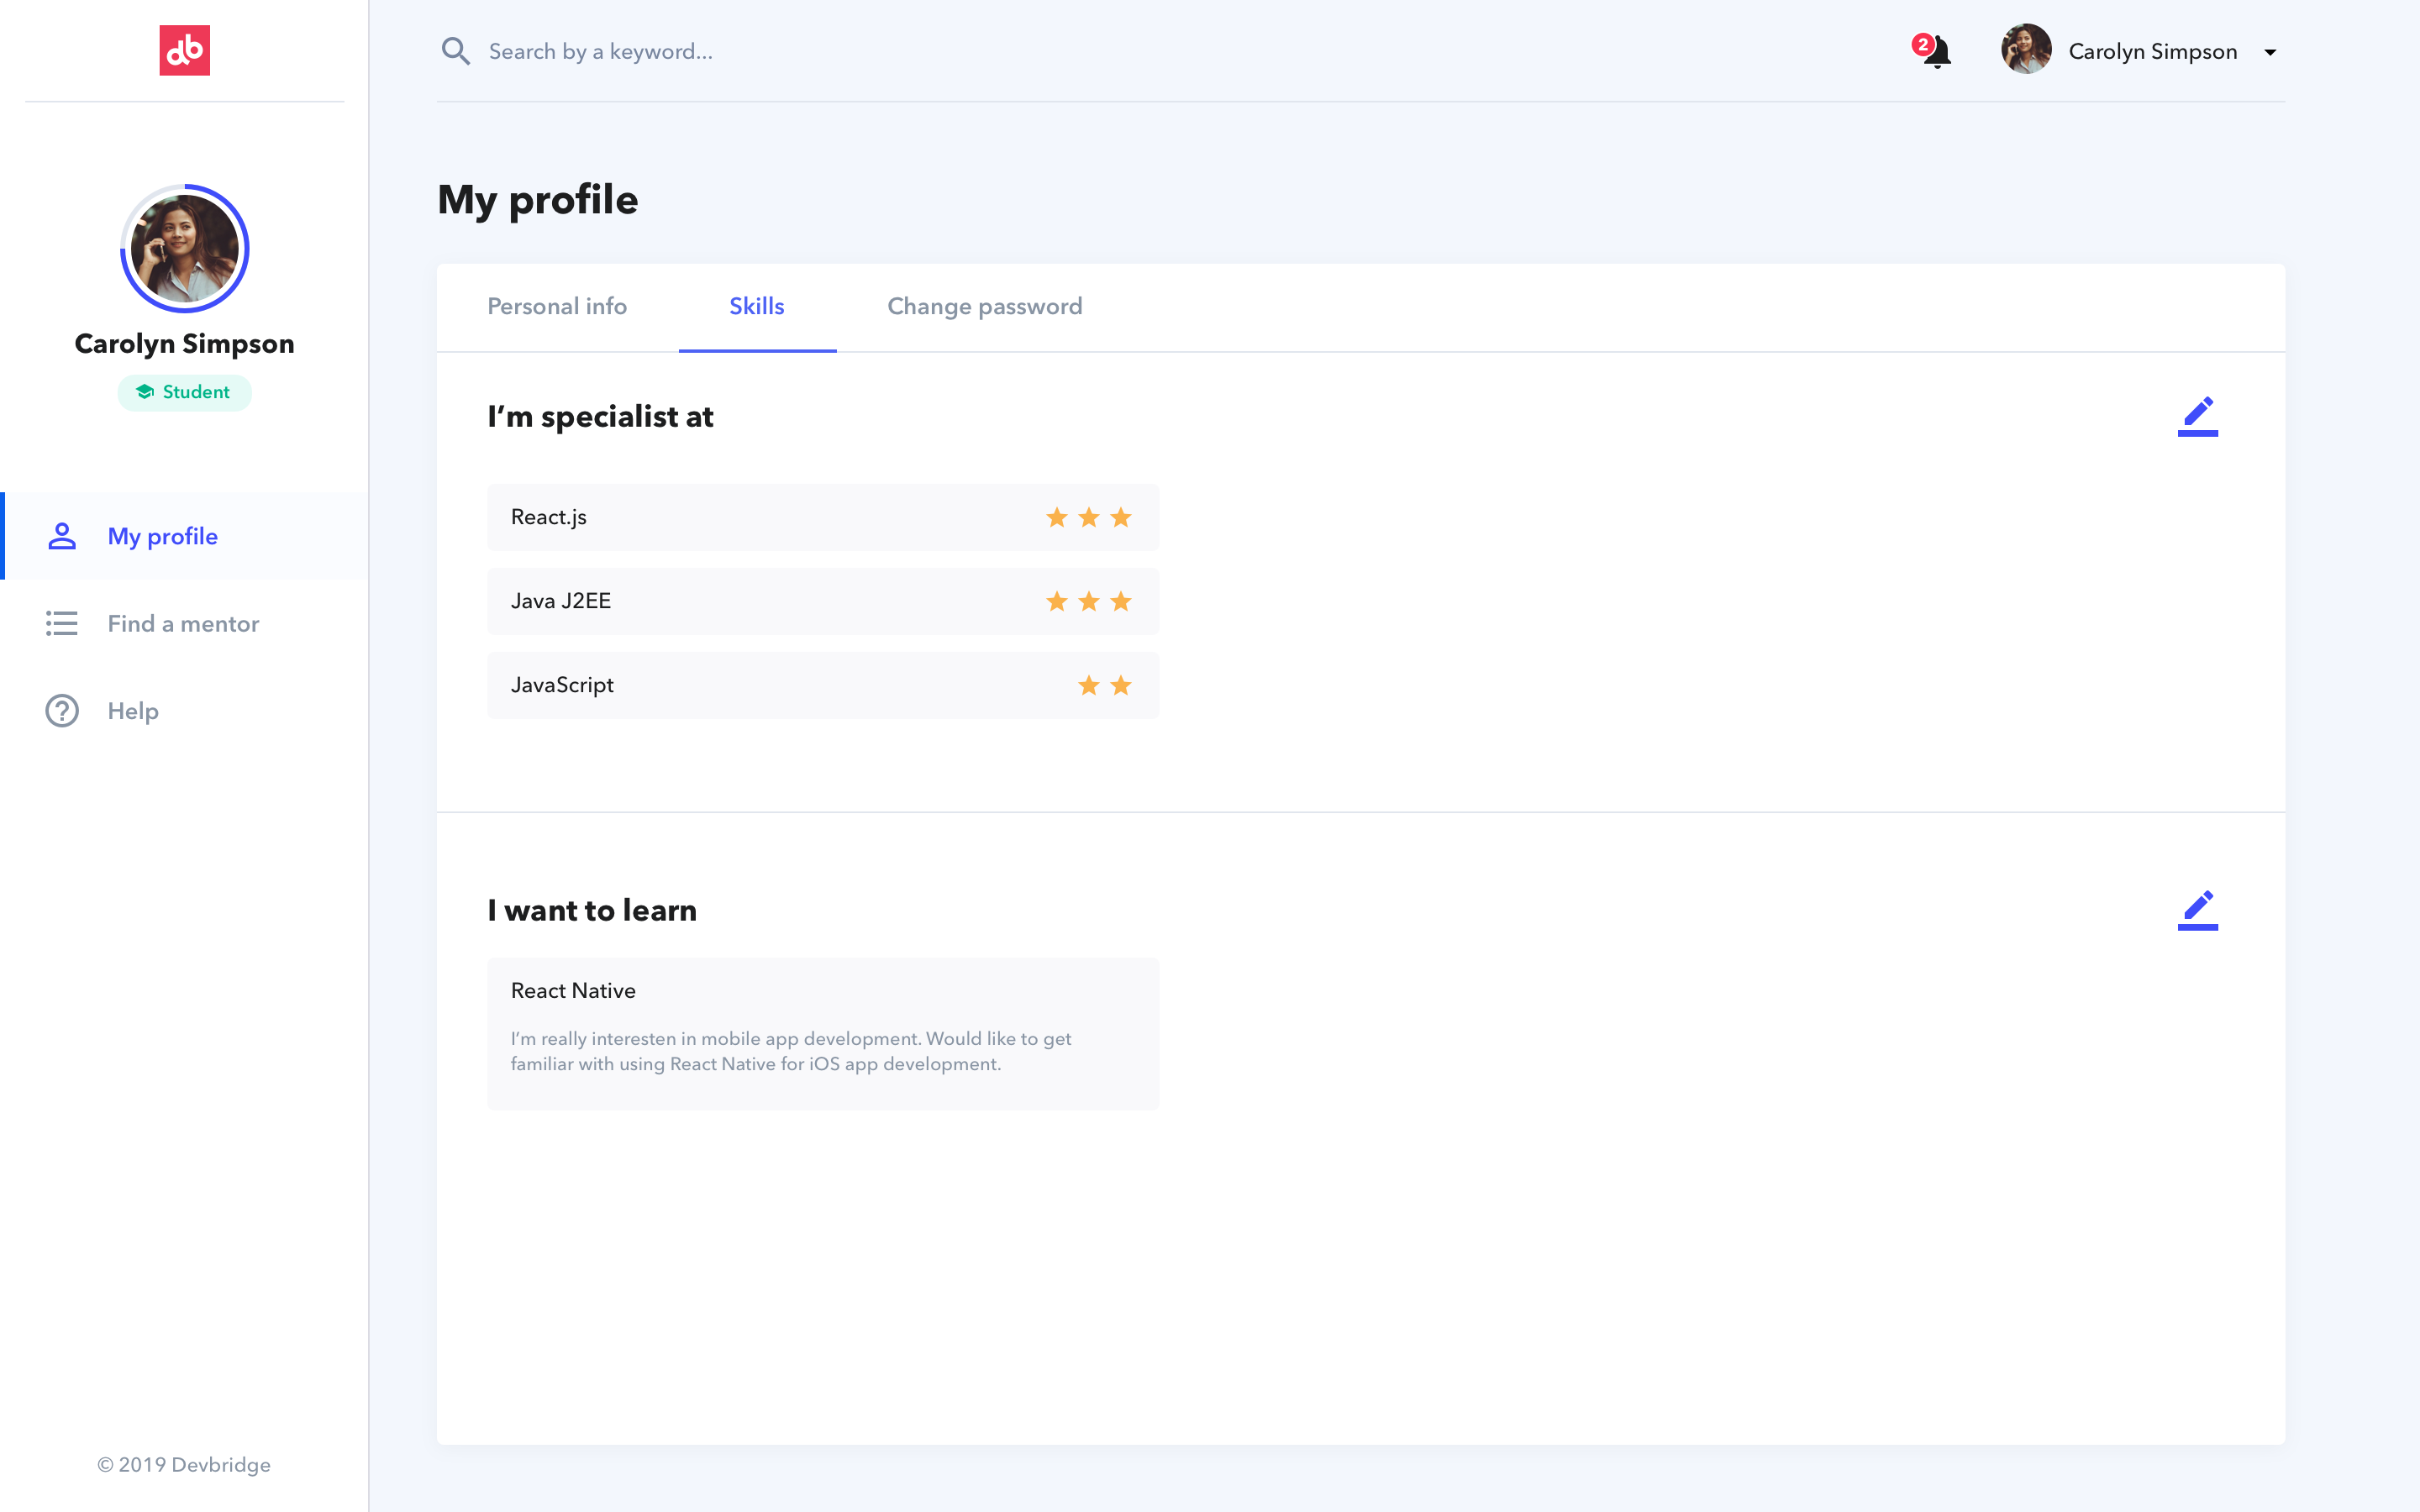 db
Search by a keyword...
2
Carolyn Simpson
My profile
Carolyn Simpson
Student
My profile
Find a mentor
Help
© 2019 Devbridge
Personal info
Skills
Change password
I’m specialist at
React.js
Java J2EE
JavaScript
I want to learn
React Native
I’m really interesten in mobile app development. Would like to get
familiar with using React Native for iOS app development.